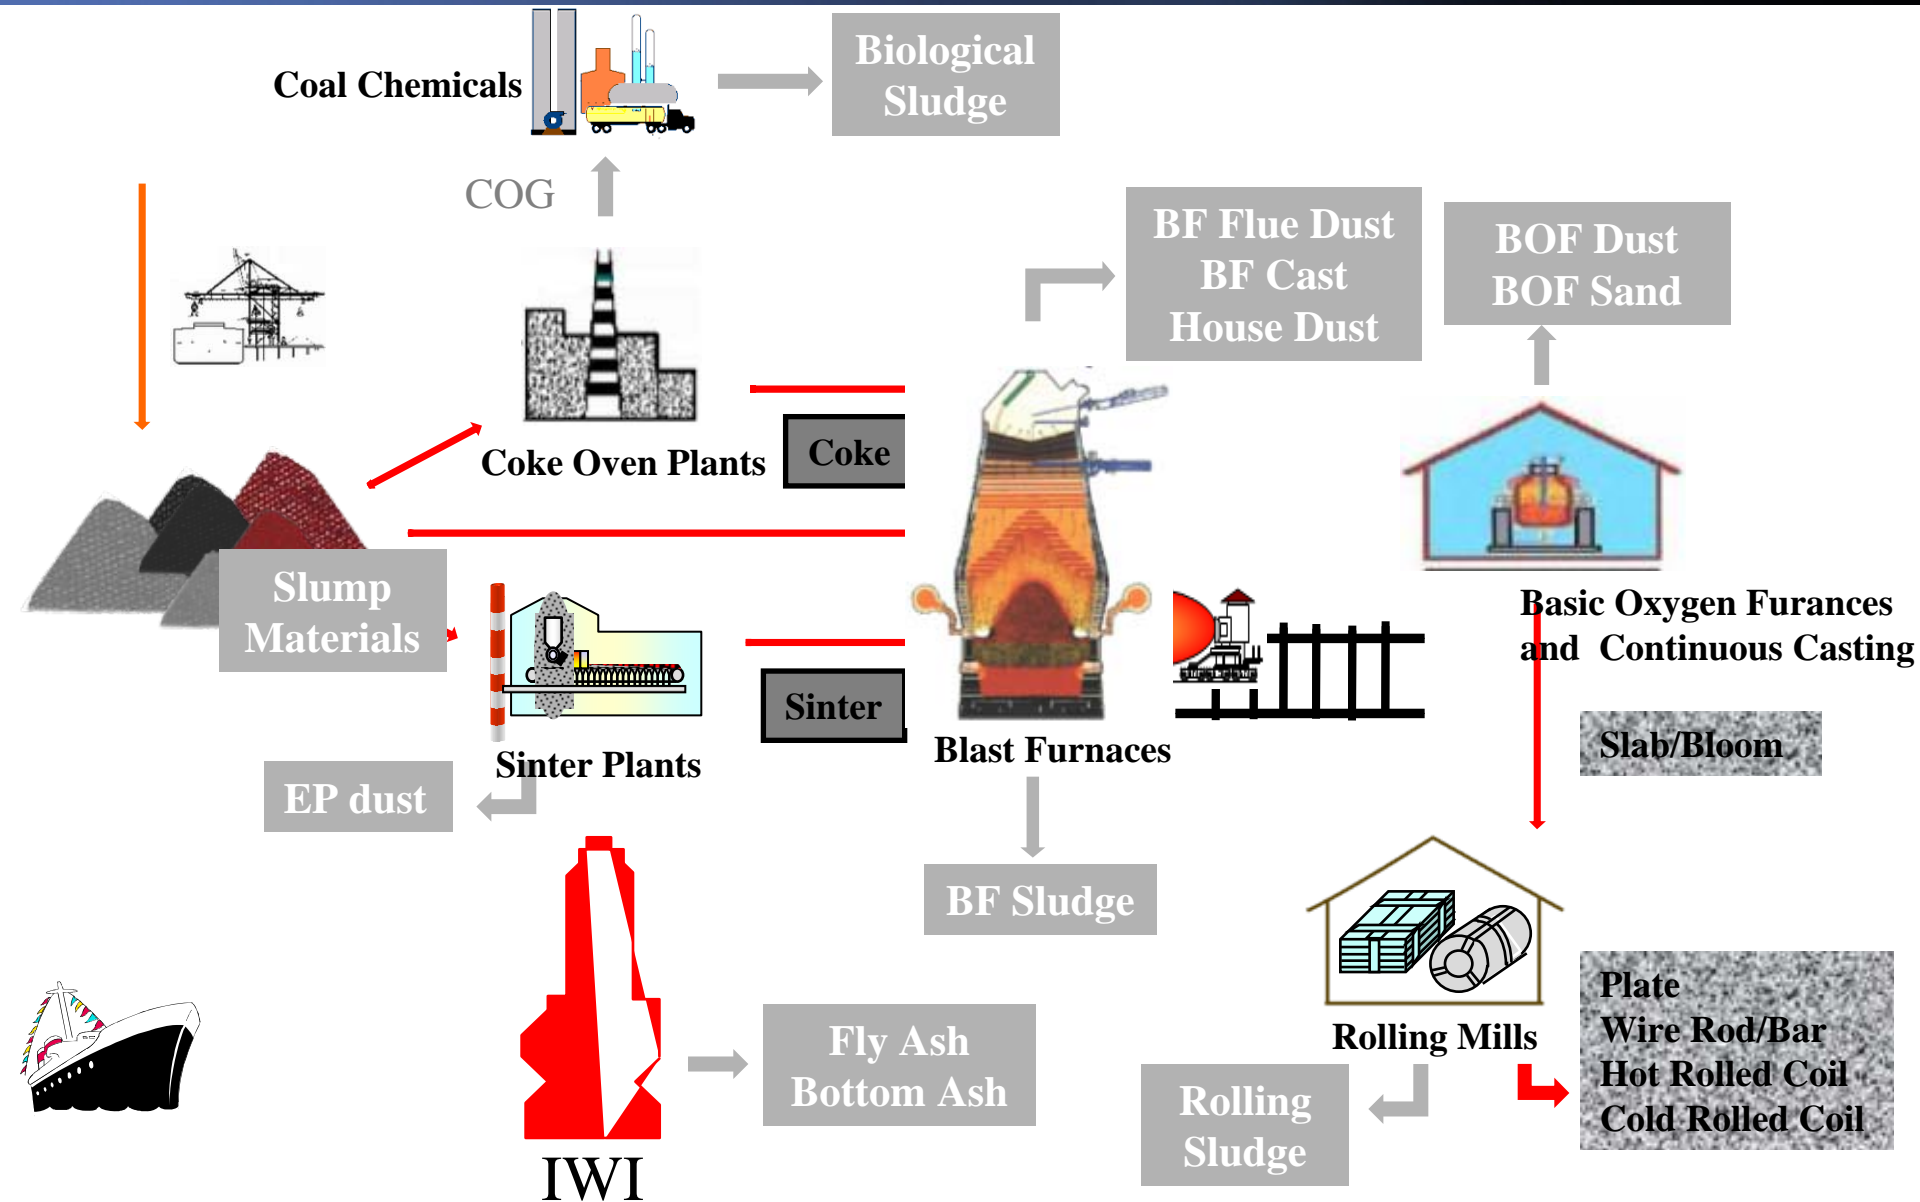 Coal Chemicals
Biological
Sludge
COG
BF Flue Dust
BF Cast
House Dust
BOF Dust
BOF Sand
Coke Oven Plants
Coke
Slump
Materials
Basic Oxygen Furances
and Continuous Casting
Sinter
Slab/Bloom
Sinter Plants
Blast Furnaces
EP dust
BF Sludge
Plate
Wire Rod/Bar
Hot Rolled Coil
Cold Rolled Coil
Rolling Mills
Fly Ash
Bottom Ash
Rolling
Sludge
IWI